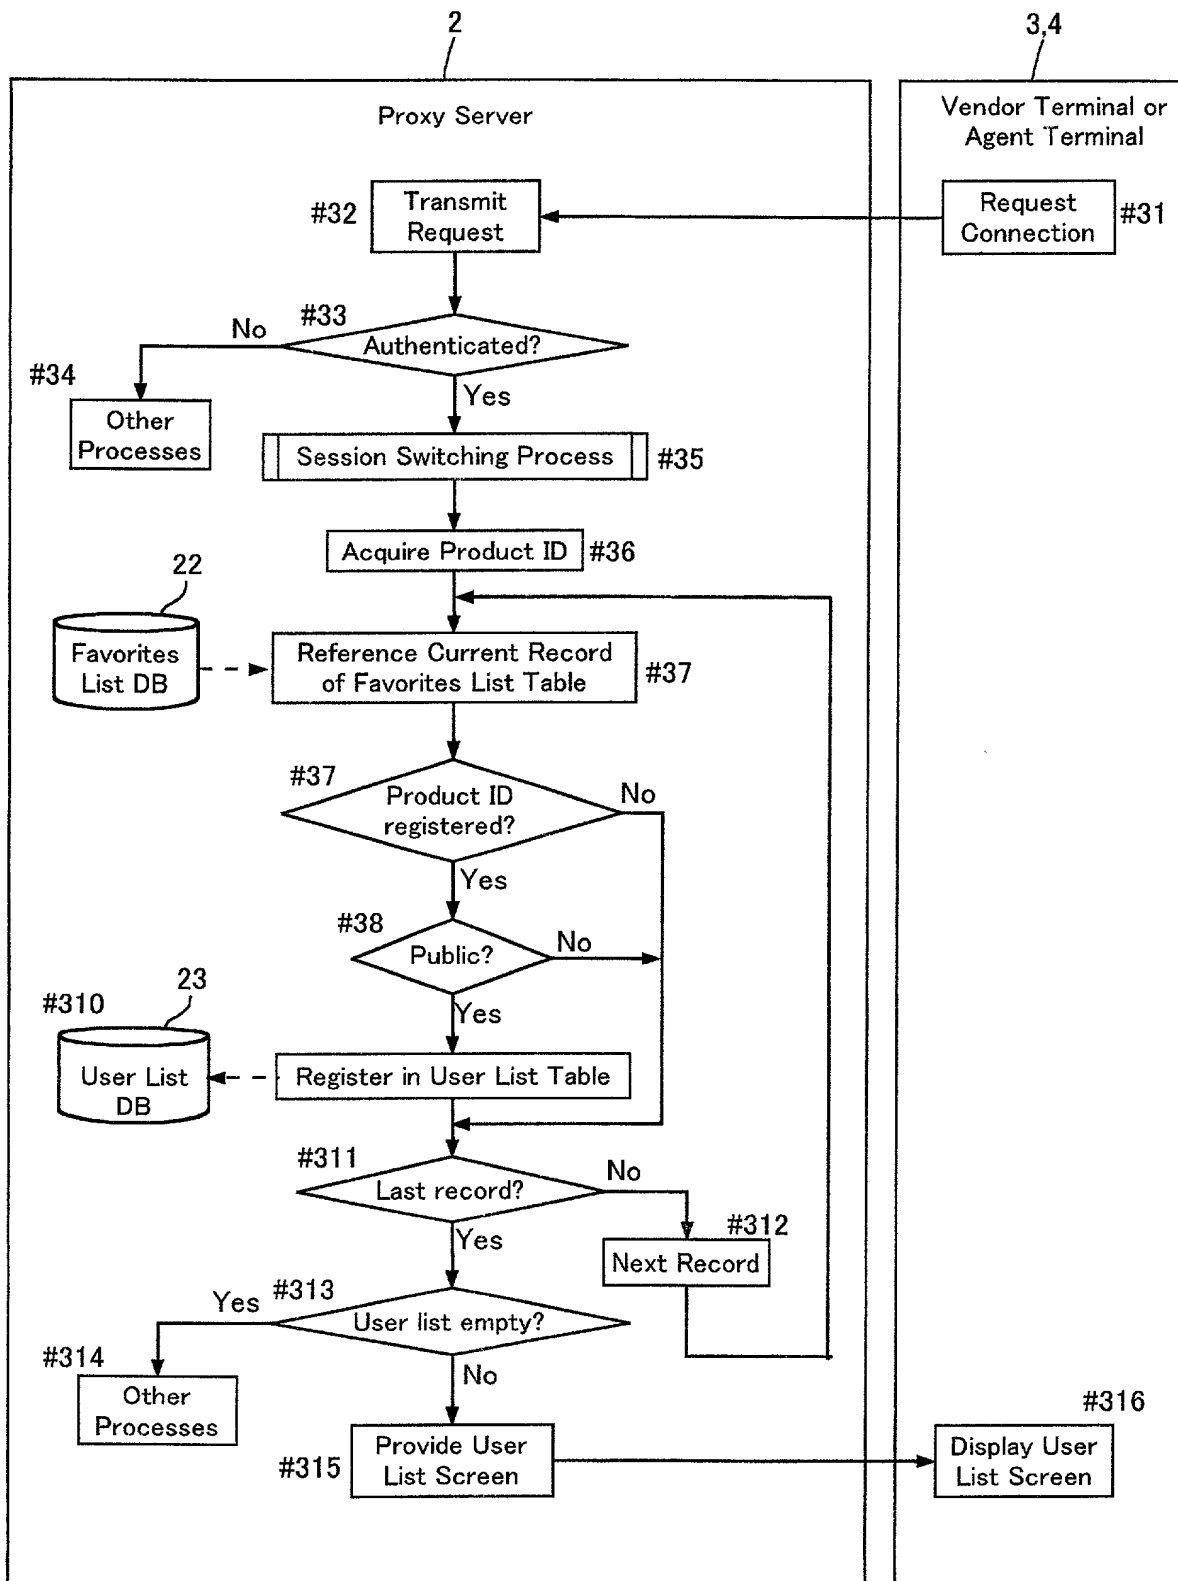 2
3,4
Proxy Server
Vendor Terminal or
Agent Terminal
#32
Transmit
Request
Request
Connection
#31
#33
No
Authenticated?
#34
Yes
Other
Processes
Session Switching Process
#35
Acquire Product ID
#36
22
Favorites
List DB
Reference Current Record
of Favorites List Table
#37
#37
Product ID
registered?
No
Yes
#38
Public?
No
#310
23
Yes
User List
DB
Register in User List Table
#311
Last record?
No
#312
Yes
Next Record
#313
Yes
User list empty?
#314
No
Other
Processes
#315
Provide User
List Screen
#316
Display User
List Screen